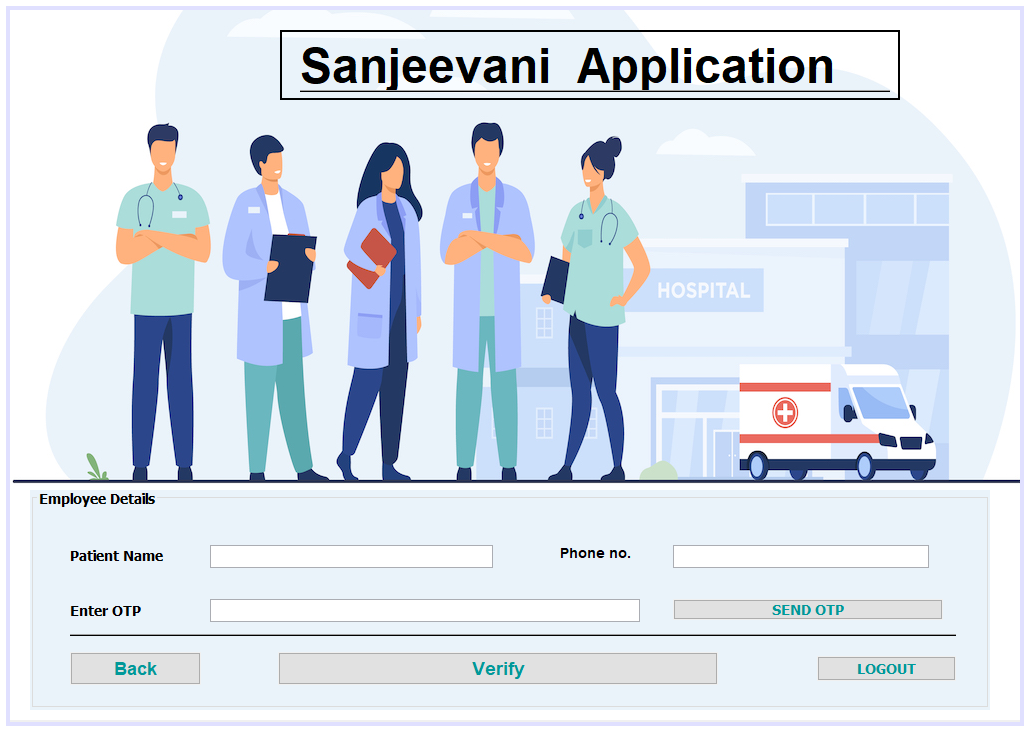 Sanjeevani Application
HOSPITAL
Employee Details
Patient Name
Phone no.
Enter OTP
SEND OTP
Back
Verify
LOGOUT